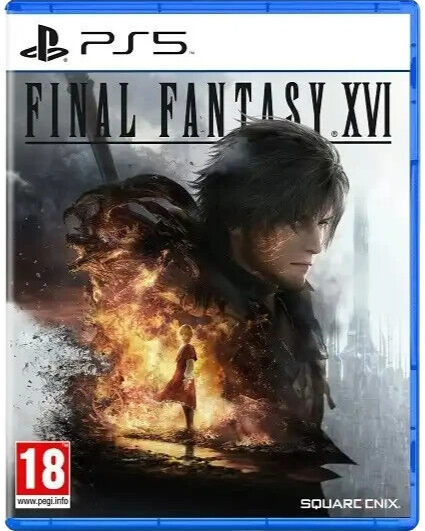 PS5
FINAL FANTASY XVI
18
www.pegi.info
SQUARE ENIX